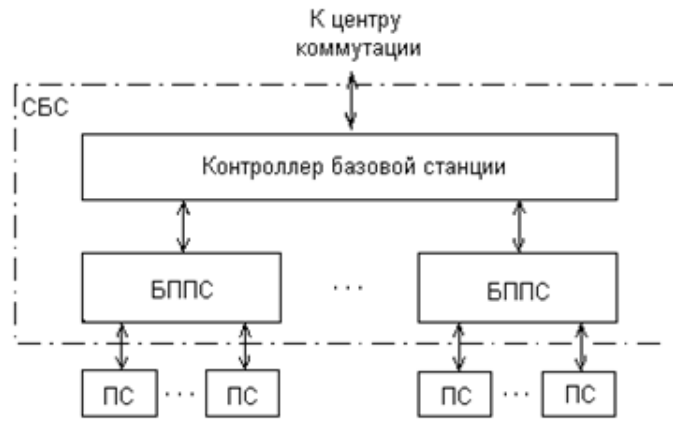 К центру
коммутации
СБС
Контроллер базовой станции
БППС ... БППС
ПС ... ПС ПС ... ПС